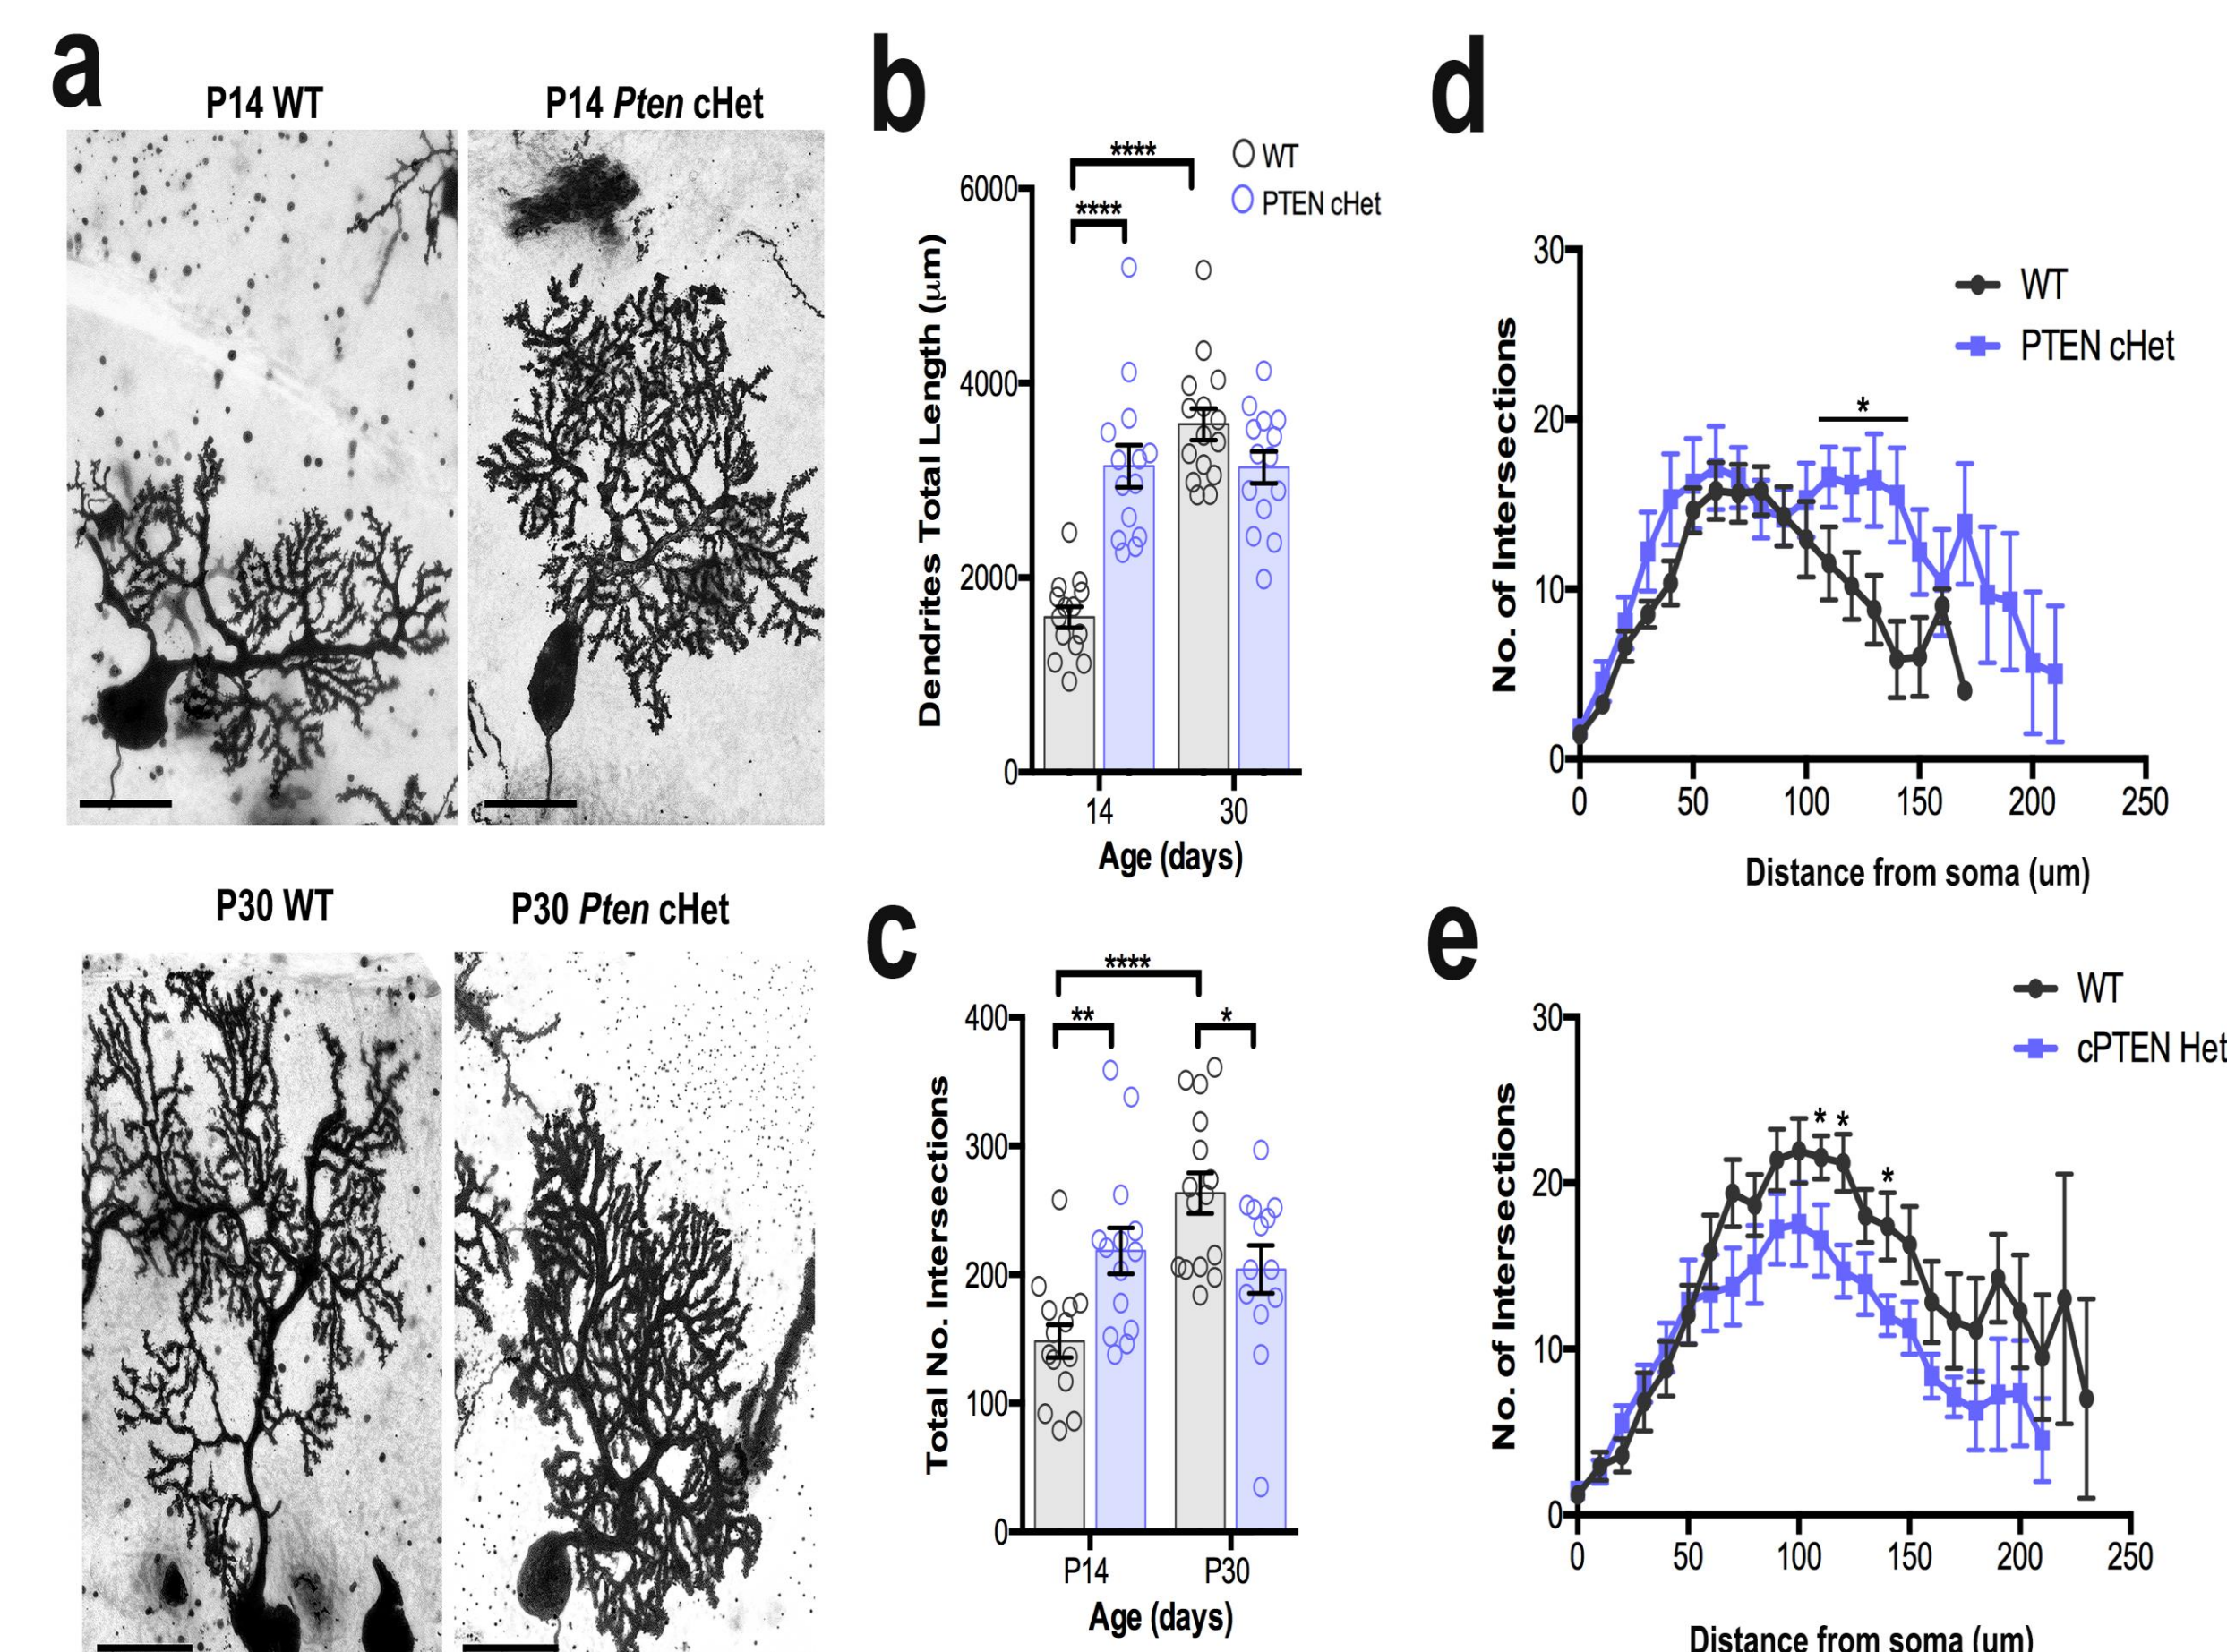 a
P14 WT
P14 Pten cHet
P30 WT
P30 Pten cHet
b
WT
PTEN cHet
****
****
6000
4000
2000
0
Dendrites Total Length (µm)
14
30
Age (days)
c
****
**
*
400
300
200
100
0
Total No. Intersections
P14
P30
Age (days)
d
WT
PTEN cHet
*
30
20
10
0
No. of Intersections
0
50
100
150
200
250
Distance from soma (um)
e
WT
cPTEN Het
* *
*
30
20
10
0
No. of Intersections
0
50
100
150
200
250
Distance from soma (um)